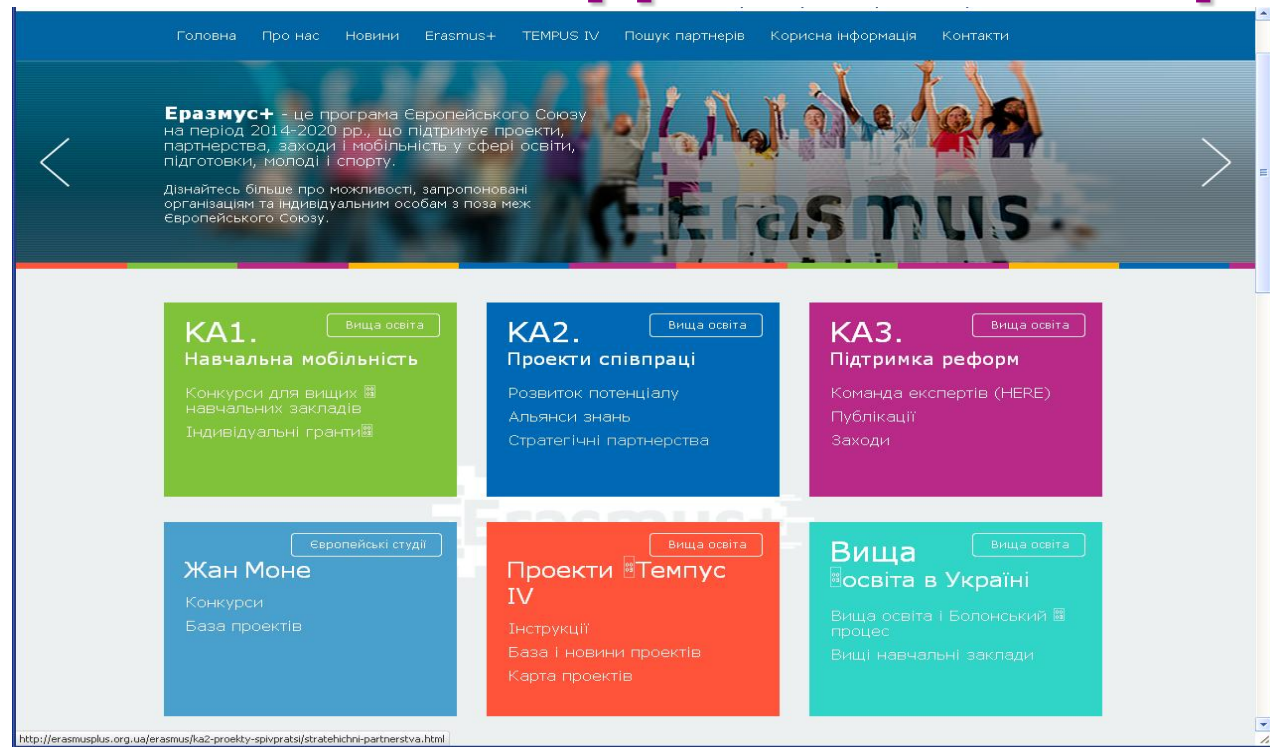 Головна Про нас Новини Erasmus+ TEMPUS IV Пошук партнерів Корисна інформація Контакти
Еразмус+ - це програма Європейського Союзу
на період 2014-2020 рр., що підтримує проекти,
партнерства, заходи і мобільність у сфері освіти,
підготовки, молоді і спорту.
Дізнайтесь більше про можливості, запропоновані
організаціям та індивідуальним особам з поза меж
Європейського Союзу.
Erasmus+
КА1.
Вища освіта
Навчальна мобільність
Конкурси для вищих
навчальних закладів
Індивідуальні гранти
КА2.
Вища освіта
Проекти співпраці
Розвиток потенціалу
Альянси знань
Стратегічні партнерства
КА3.
Вища освіта
Підтримка реформ
Команда експертів (HERE)
Публікації
Заходи
Європейські студії
Жан Моне
Конкурси
База проектів
Вища освіта
Проекти Темпус
IV
Інструкції
База і новини проектів
Карта проектів
Вища
Вища освіта
освіта в Україні
Вища освіта і Болонський
процес
Вищі навчальні заклади
Erasmus+
http://erasmusplus.org.ua/erasmus/ka2-proekty-spivpratsi/stratehichni-partnerstva.html